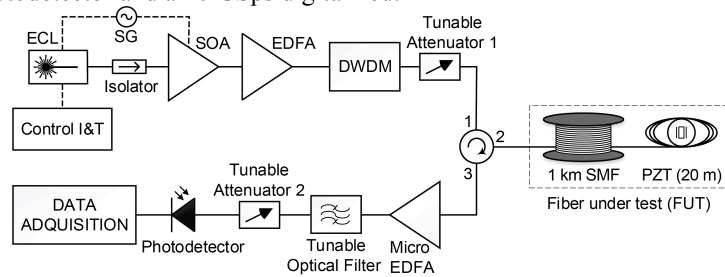 SG
ECL
SOA
EDFA
Tunable
Attenuator 1
Isolator
DWDM
Control I&T
1
2
3
1 km SMF
PZT (20 m)
Fiber under test (FUT)
DATA
ADQUISITION
Photodetector
Tunable
Attenuator 2
Tunable
Optical Filter
Micro
EDFA